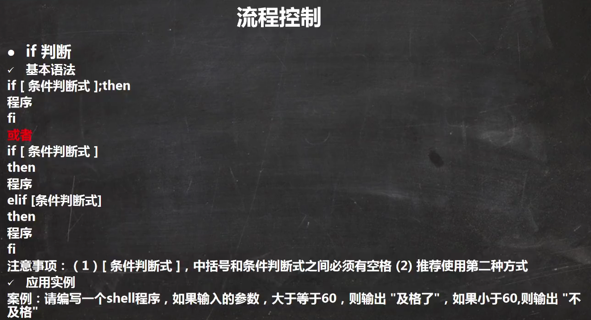 流程控制
● if 判断
✓ 基本语法
if [ 条件判断式 ];then
程序
fi
或者
if [ 条件判断式 ]
then
程序
elif [条件判断式]
then
程序
fi
注意事项：（1）[ 条件判断式 ]，中括号和条件判断式之间必须有空格 (2) 推荐使用第二种方式
✓ 应用实例
案例：请编写一个shell程序，如果输入的参数，大于等于60，则输出 "及格了"，如果小于60,则输出 "不
及格"